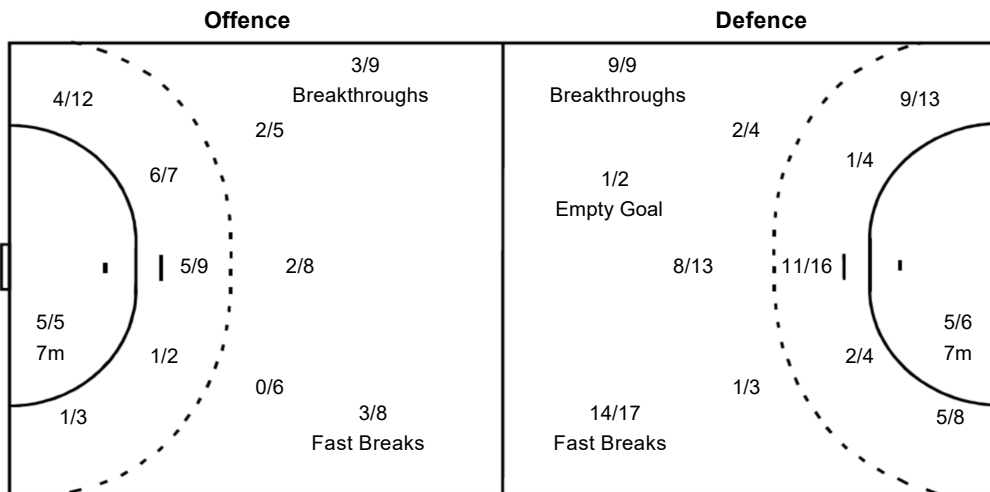 Offence
Defence
3/9
Breakthroughs
9/9
Breakthroughs
4/12
9/13
2/5
2/4
6/7
1/4
1/2
Empty Goal
5/9
2/8
8/13
11/16
5/5
7m
5/6
7m
1/2
2/4
0/6
1/3
1/3
3/8
Fast Breaks
14/17
Fast Breaks
5/8